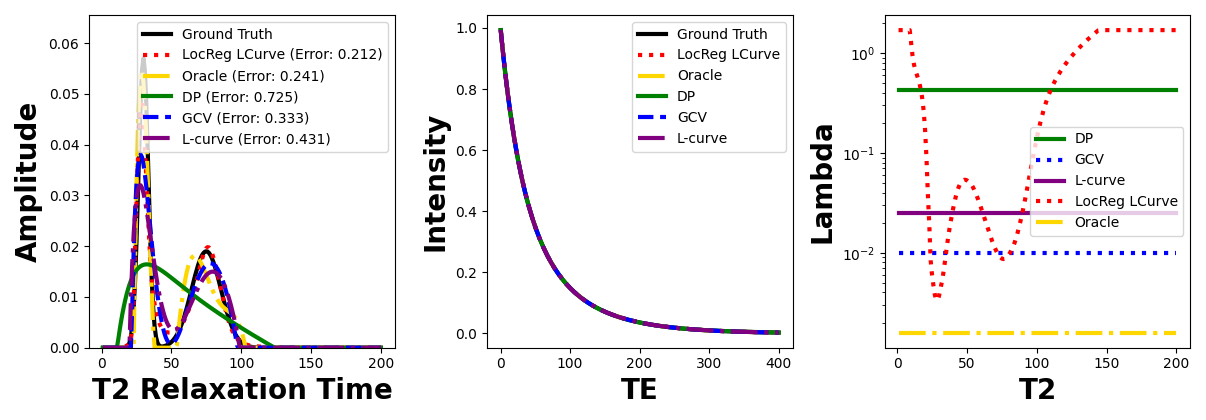 Amplitude
0.06
0.05
0.04
0.03
0.02
0.01
0.00
0
50
100
150
200
T2 Relaxation Time
Ground Truth
LocReg LCurve (Error: 0.212)
Oracle (Error: 0.241)
DP (Error: 0.725)
GCV (Error: 0.333)
L-curve (Error: 0.431)
Intensity
1.0
0.8
0.6
0.4
0.2
0.0
0
100
200
300
400
TE
Ground Truth
LocReg LCurve
Oracle
DP
GCV
L-curve
Lambda
10⁰
10⁻¹
10⁻²
0
50
100
150
200
T2
DP
GCV
L-curve
LocReg LCurve
Oracle